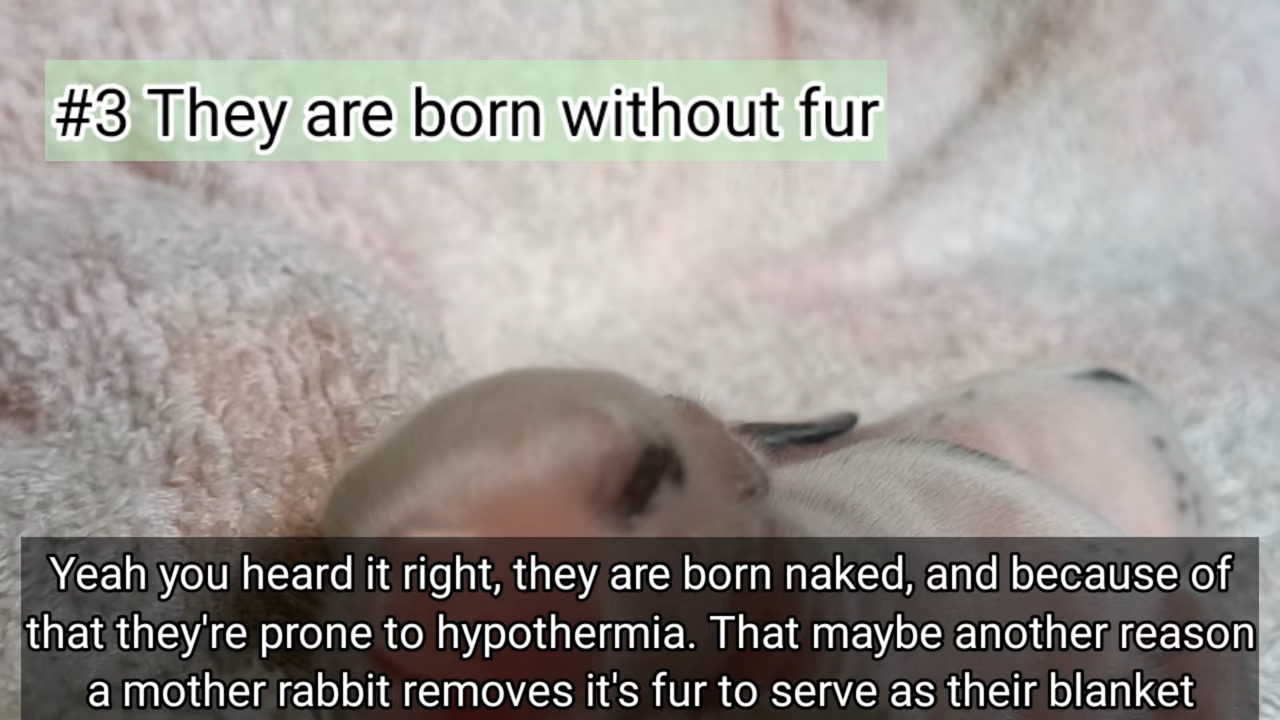 #3 They are born without fur
Yeah you heard it right, they are born naked, and because of
that they're prone to hypothermia. That maybe another reason
a mother rabbit removes it's fur to serve as their blanket